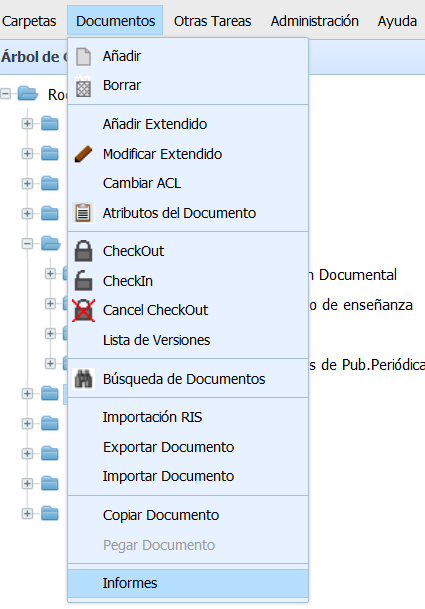 Carpetas Documentos Otras Tareas Administración Ayuda
Árbol de
Añadir
Borrar
Añadir Extendido
Modificar Extendido
Cambiar ACL
Atributos del Documento
CheckOut
CheckIn
n Documental
Cancel CheckOut
o de enseñanza
Lista de Versiones
s de Pub.Periódica
Búsqueda de Documentos
Importación RIS
Exportar Documento
Importar Documento
Copiar Documento
Pegar Documento
Informes